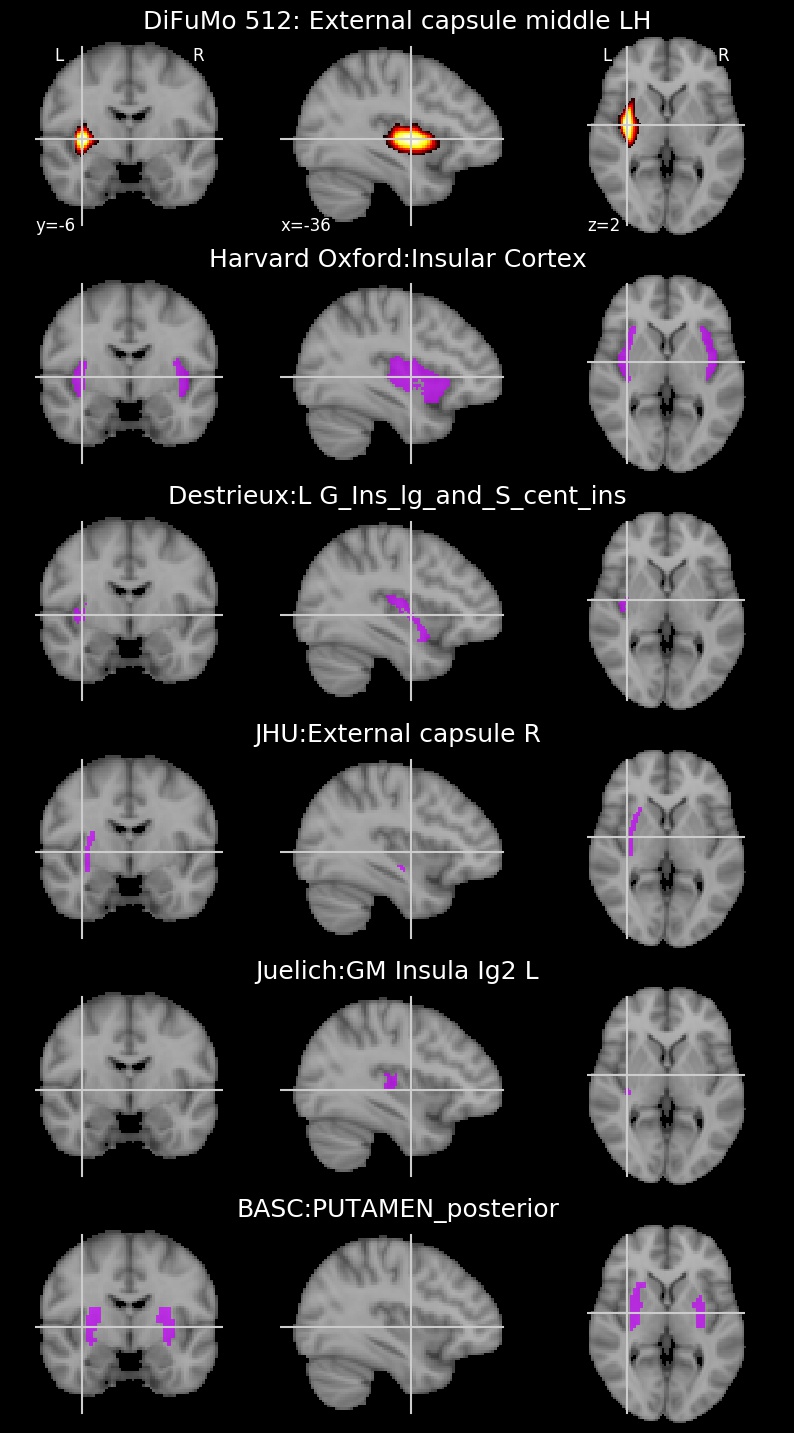 DiFuMo 512: External capsule middle LH
L R L R
y=-6 x=-36 z=2
Harvard Oxford:Insular Cortex
Destrieux:L G_Ins_lg_and_S_cent_ins
JHU:External capsule R
Juelich:GM Insula Ig2 L
BASC:PUTAMEN_posterior